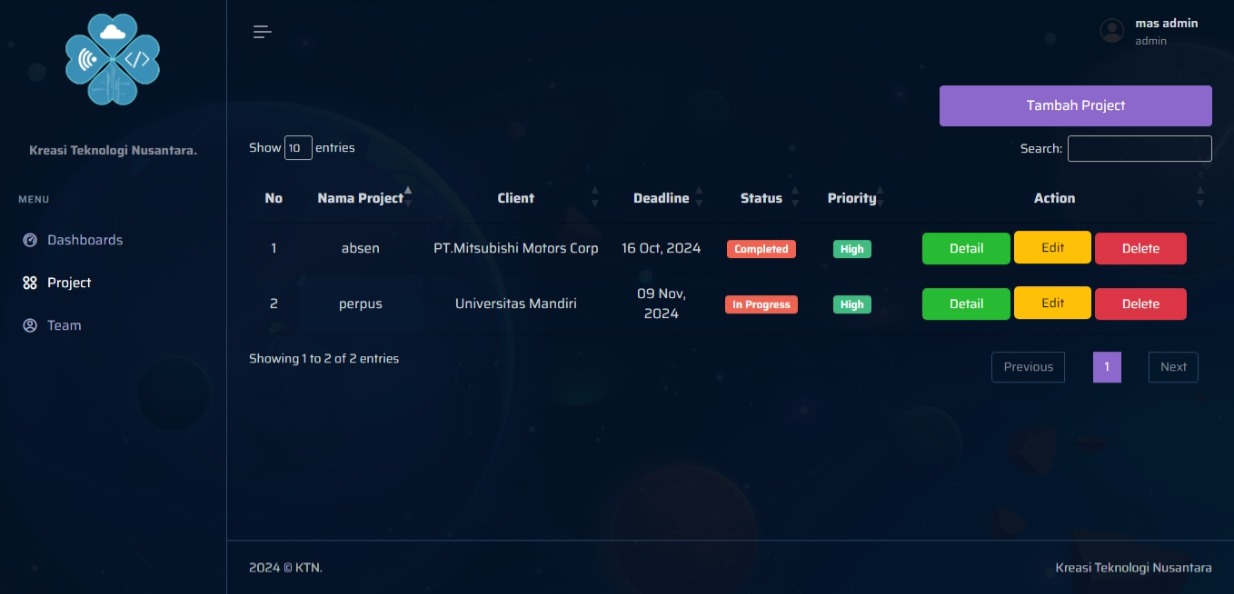 mas admin
admin
Tambah Project
Kreasi Teknologi Nusantara.
Show 10 entries
Search:
MENU
No Nama Project Client Deadline Status Priority Action
Dashboards
1 absen PT.Mitsubishi Motors Corp 16 Oct, 2024 Completed High Detail Edit Delete
Project
2 perpus Universitas Mandiri 09 Nov,
2024 In Progress High Detail Edit Delete
Team
Showing 1 to 2 of 2 entries
Previous 1 Next
2024 © KTN.
Kreasi Teknologi Nusantara